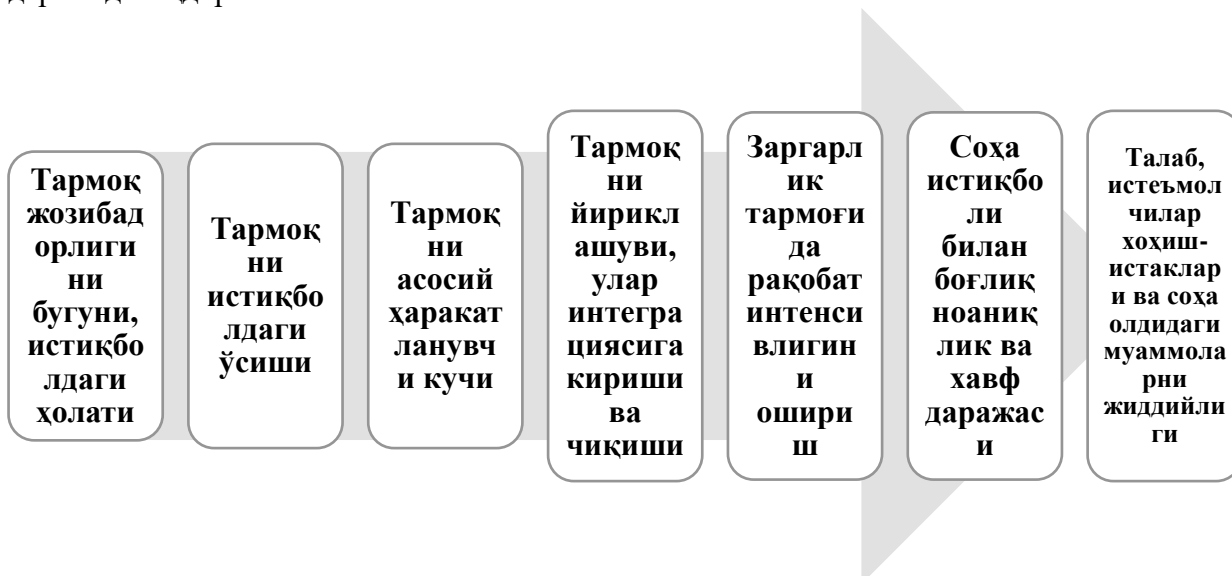 Тармоқ
жозибад
орлиги
ни
бугуни,
истиқбо
лдаги
ҳолати
Тармоқ
ни
истиқбо
лдаги
ўсиши
Тармоқ
ни
асосий
ҳаракат
ланувч
и кучи
Тармоқ
ни
йирикл
ашуви,
улар
интегра
циясига
кириши
ва
чиқиши
Заргарл
ик
тармоғи
да
рақобат
интенси
влигин
и
ошири
ш
Соҳа
истиқбо
ли
билан
боғлиқ
ноаниқ
лик ва
хавф
даражас
и
Талаб,
истеъмол
чилар
хоҳиш-
истаклар
и ва соҳа
олдидаги
муаммола
рни
жиддийли
ги